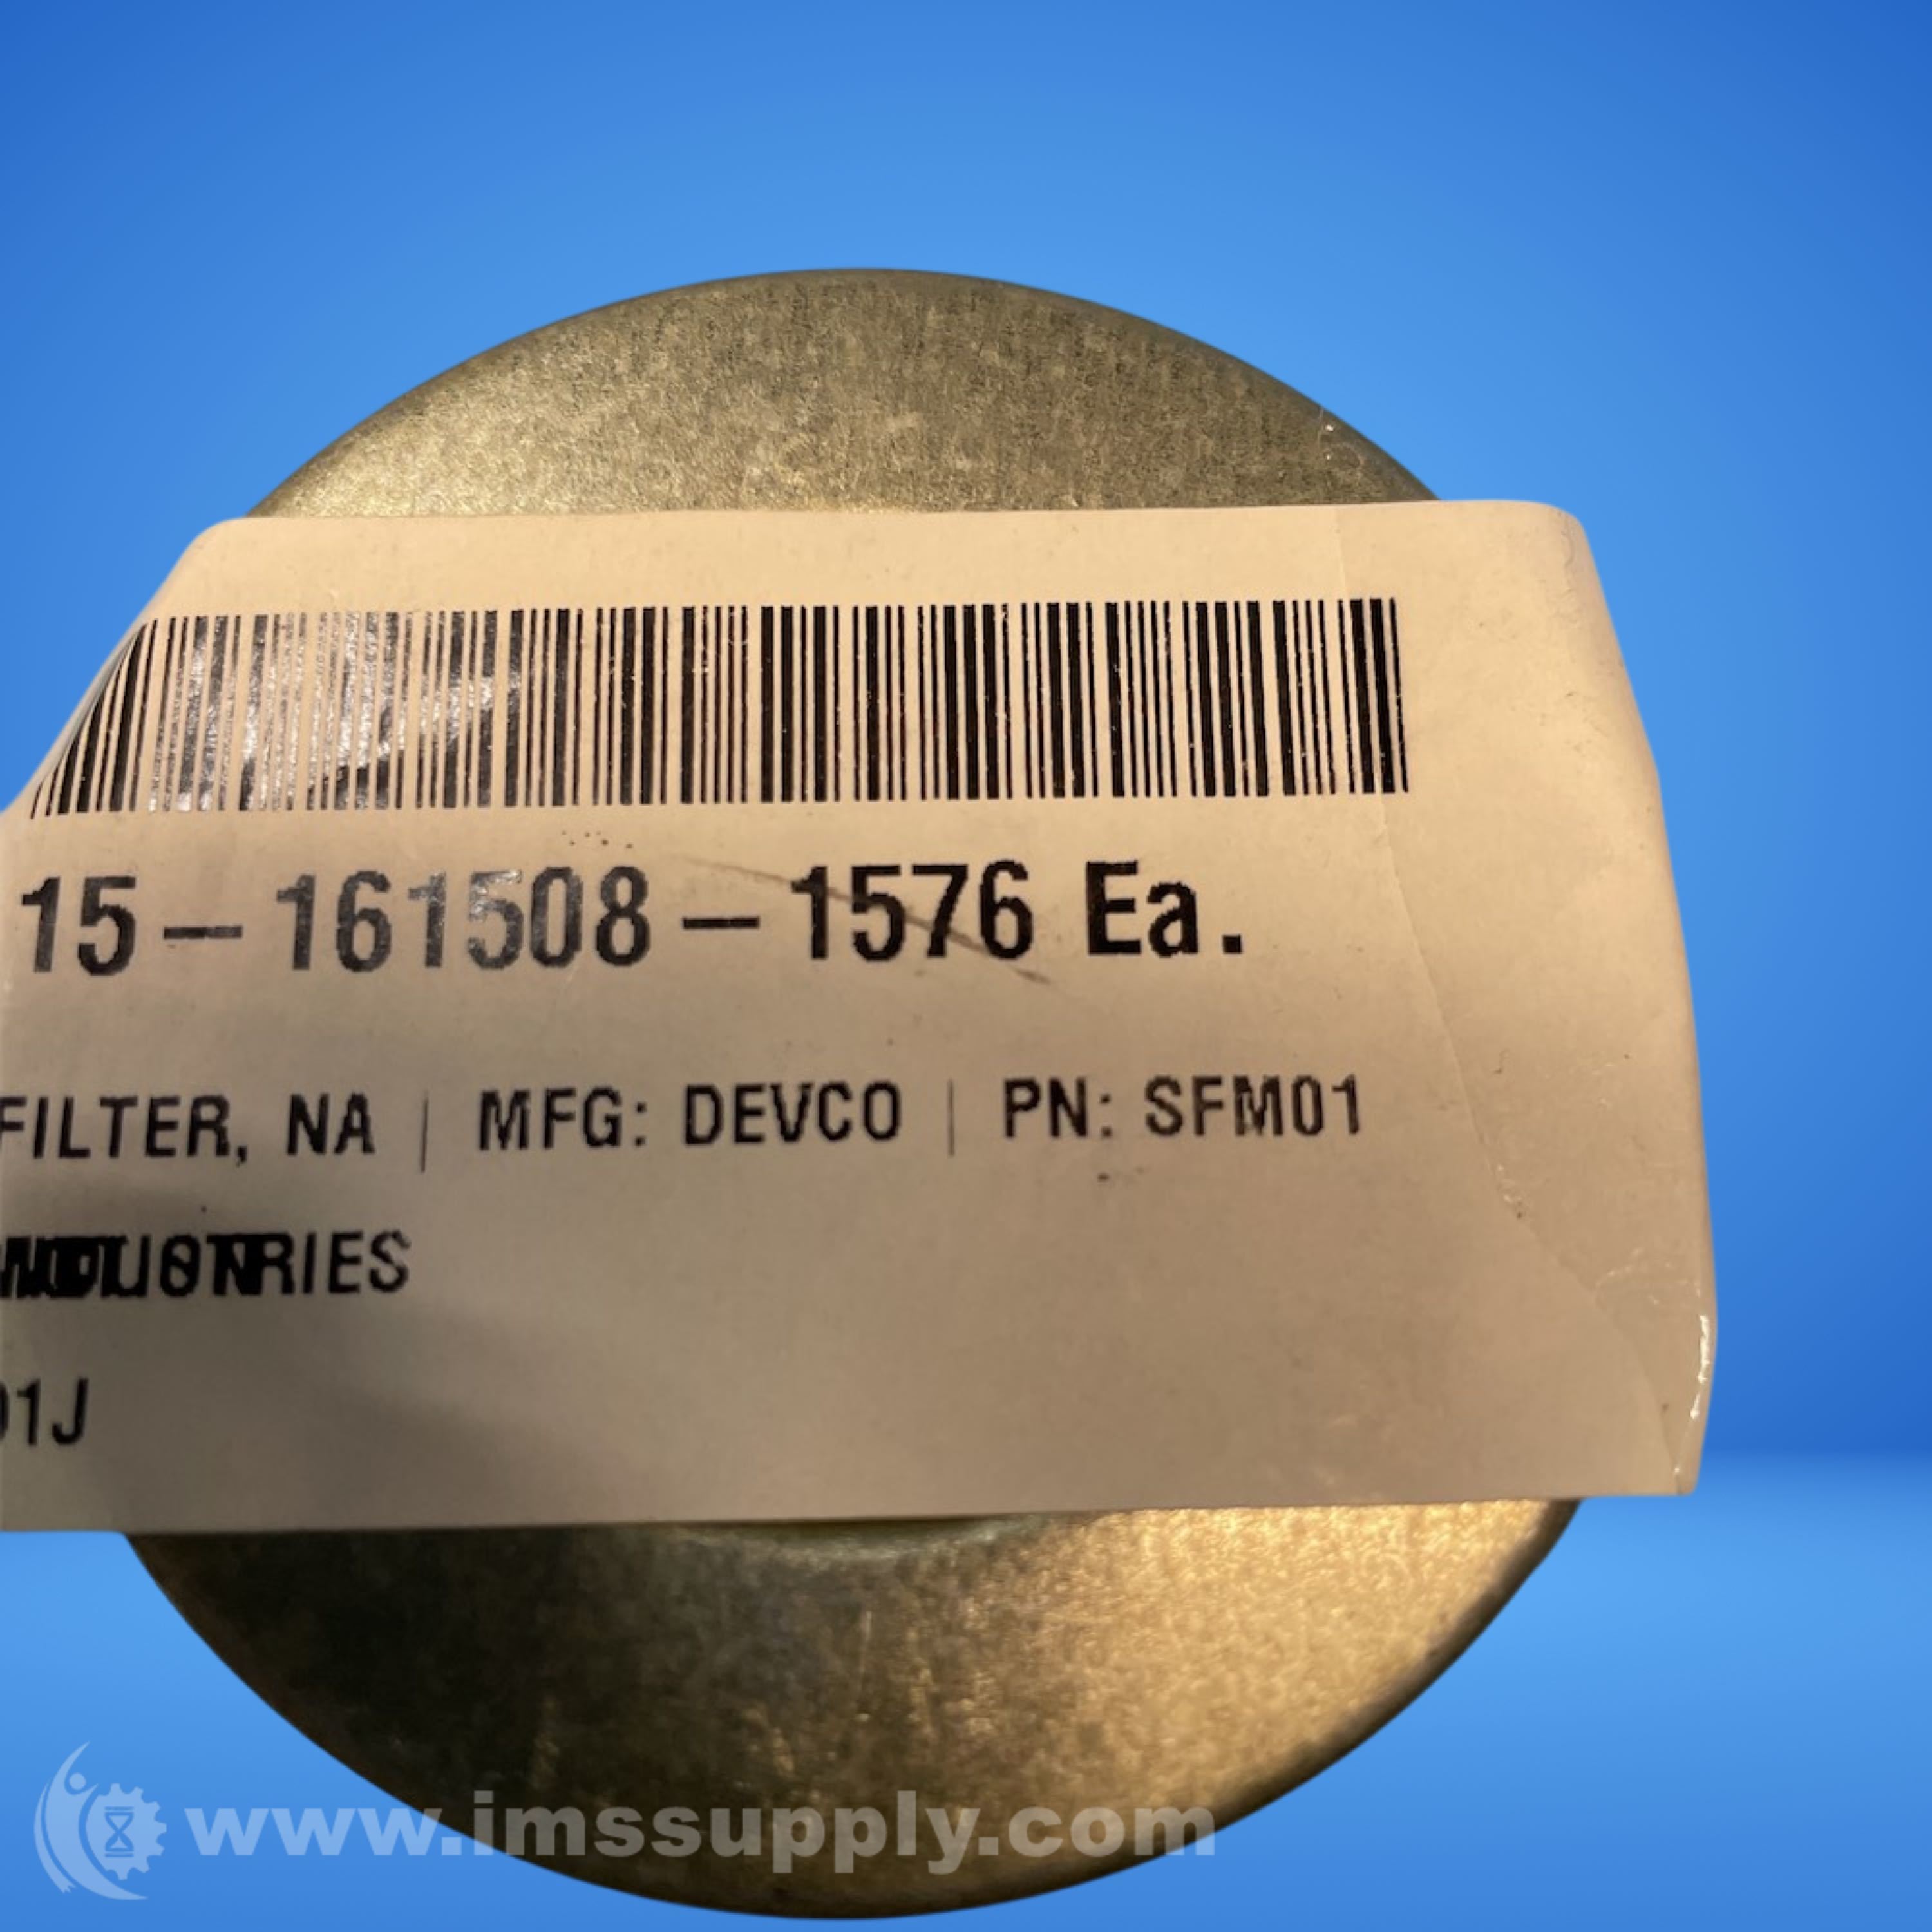 15-161508-1576 Ea.
FILTER, NA | MFG: DEVCO | PN: SFM01
01J
www.imssupply.com